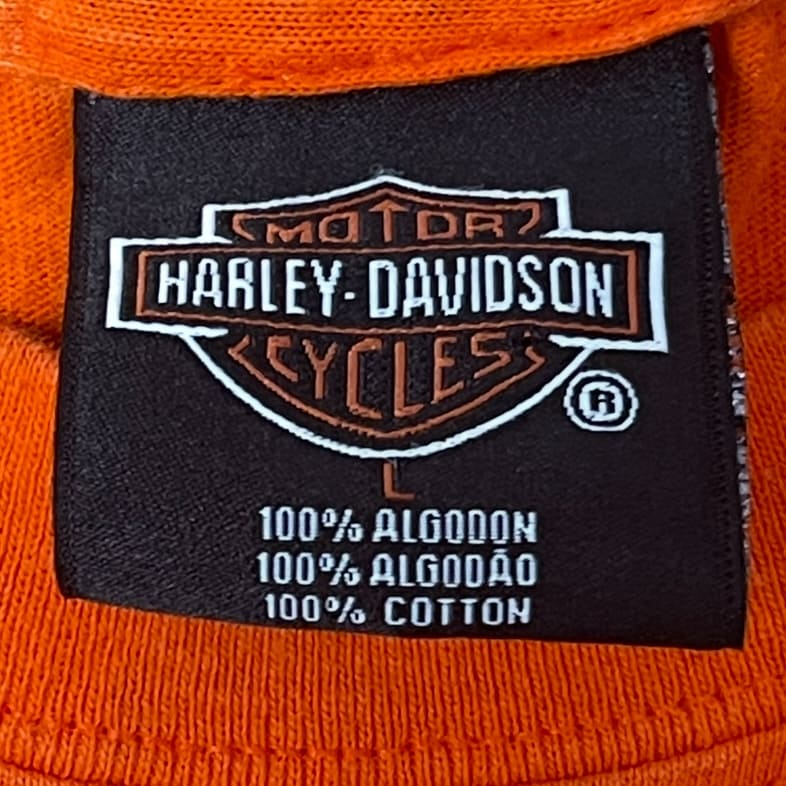 MOTOR
HARLEY-DAVIDSON
CYCLES
®
L
100% ALGODON
100% ALGODÃO
100% COTTON